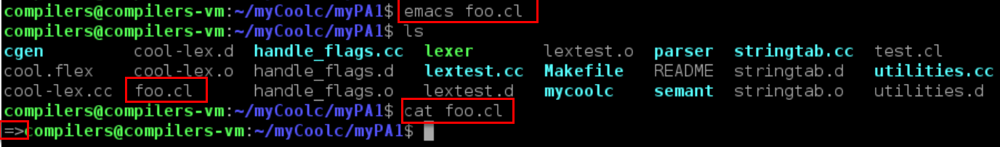 compilers@compilers-vm:~/myCoolc/myPA1$ emacs foo.cl
compilers@compilers-vm:~/myCoolc/myPA1$ ls
cgen cool-lex.d handle_flags.cc lexer lextest.o parser stringtab.cc test.cl
cool.flex cool-lex.o handle_flags.d lextest.cc Makefile README stringtab.d utilities.cc
cool-lex.cc foo.cl handle_flags.o lextest.d mycoolc semant stringtab.o utilities.d
compilers@compilers-vm:~/myCoolc/myPA1$ cat foo.cl
=>compilers@compilers-vm:~/myCoolc/myPA1$